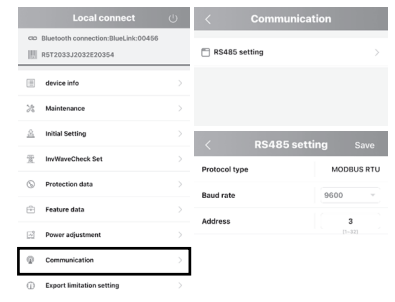 Local connect
Bluetooth connection:BlueLink:00456
RST2033J2032E20354
device info
Maintenance
Initial Setting
InvWaveCheck Set
Protection data
Feature data
Power adjustment
Communication
Export limitation setting
Communication
RS485 setting
RS485 setting Save
Protocol type MODBUS RTU
Baud rate 9600
Address 3
[1~32]